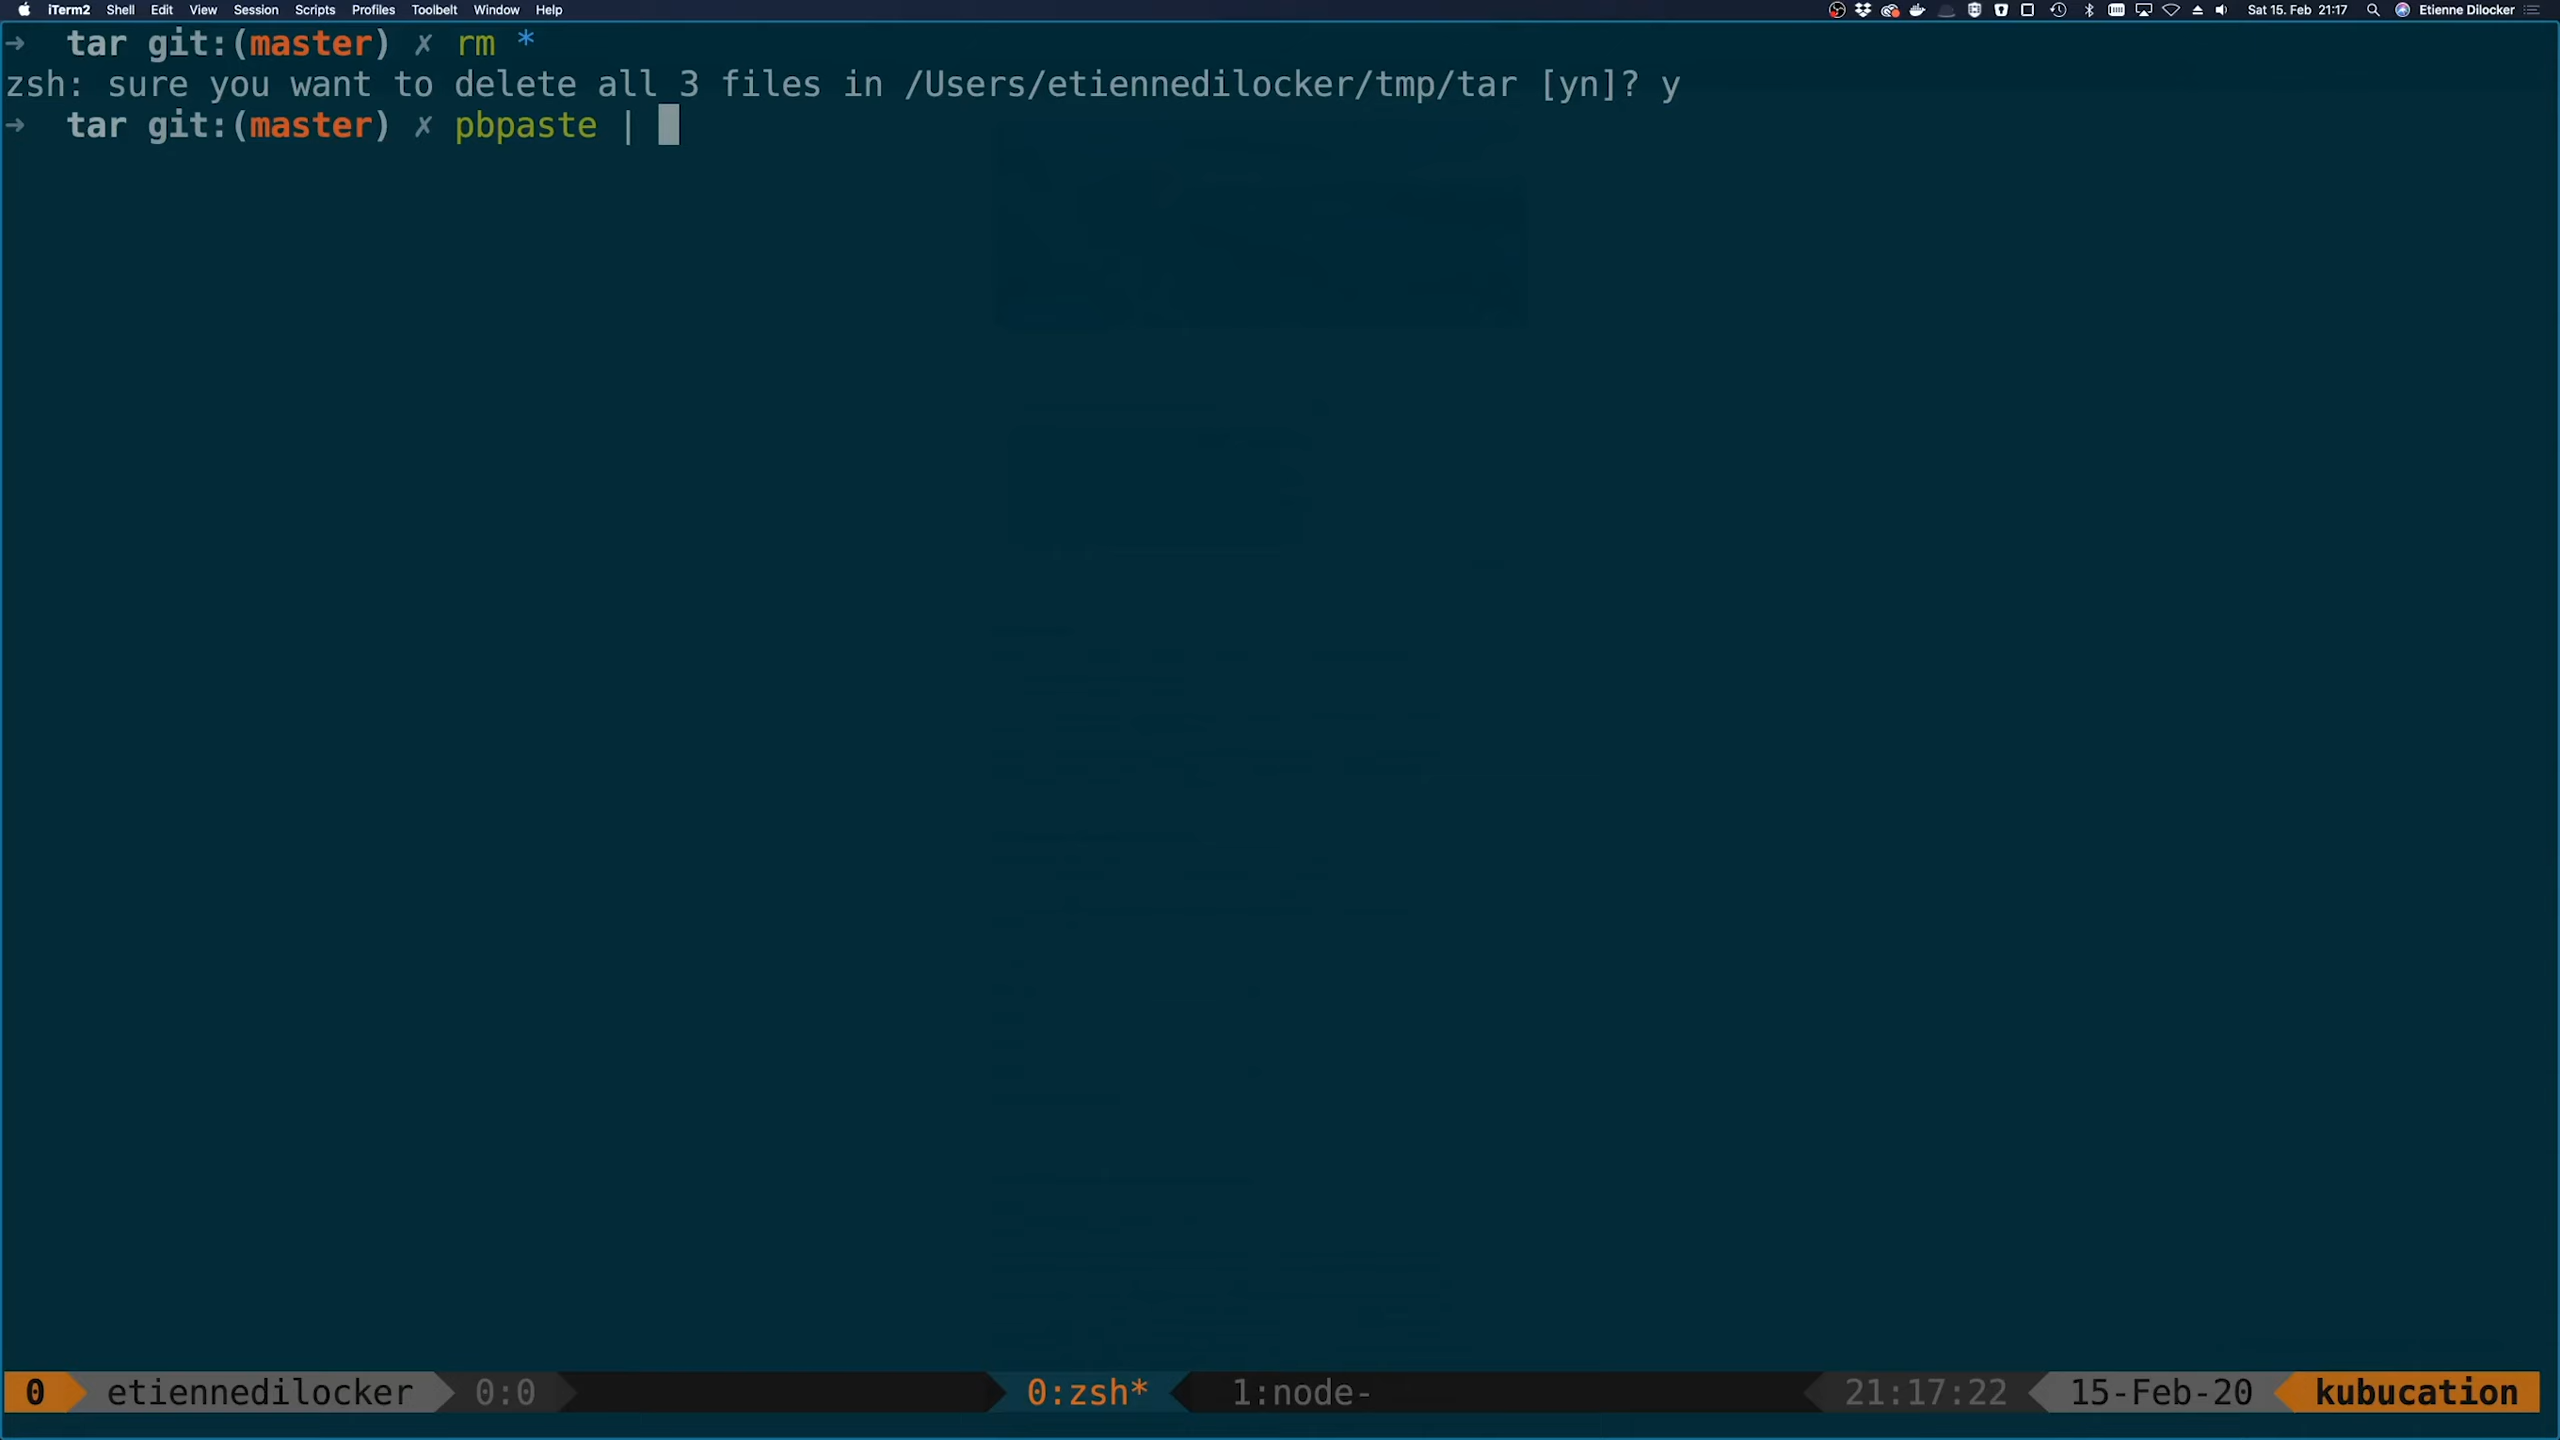 iTerm2 Shell Edit View Session Scripts Profiles Toolbelt Window Help Sat 15. Feb 21:17 Etienne Dilocker
➜ tar git:(master) ✗ rm *
zsh: sure you want to delete all 3 files in /Users/etiennedilocker/tmp/tar [yn]? y
➜ tar git:(master) ✗ pbpaste |
0 etiennedilocker 0:0 0:zsh* 1:node- 21:17:22 15-Feb-20 kubucation